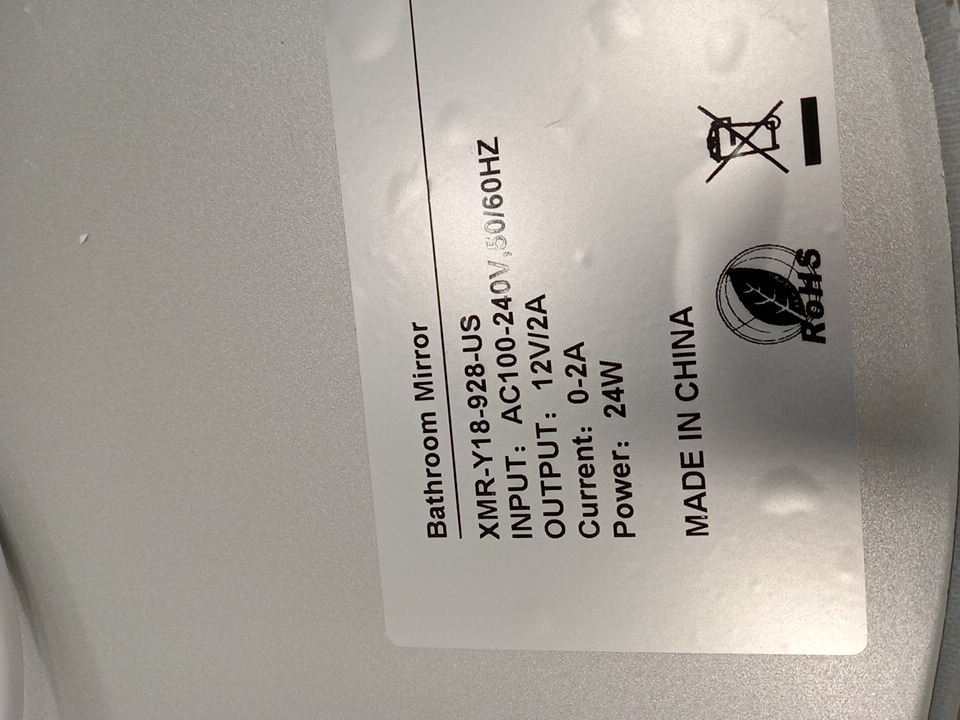 Bathroom Mirror
XMR-Y18-928-US
INPUT: AC100-240V,50/60HZ
OUTPUT: 12V/2A
Current: 0-2A
Power: 24W
MADE IN CHINA
RoHS